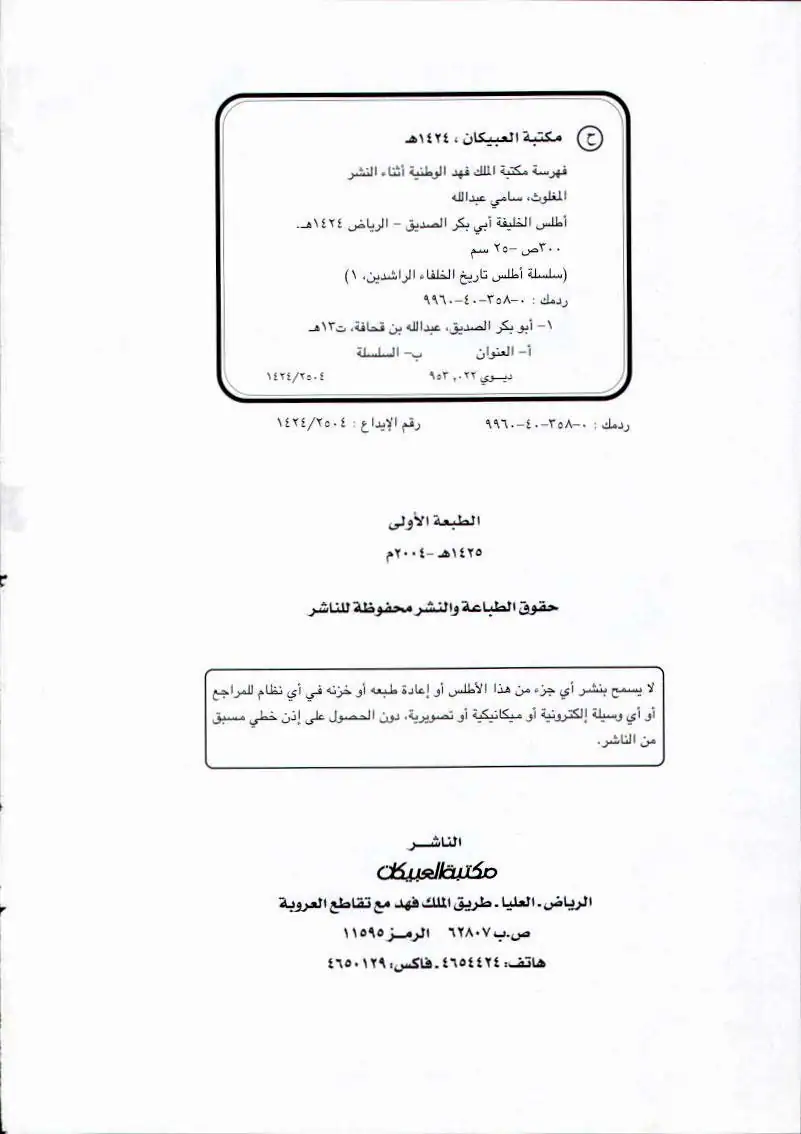 ح مكتبة العبيكان ، ١٤٢٤هـ
فهرسة مكتبة الملك فهد الوطنية أثناء النشر
المغلوث، سامي عبدالله
أطلس الخليفة أبي بكر الصديق – الرياض ١٤٢٤هـ.
٣٠٠ص –٢٥ سم
(سلسلة أطلس تاريخ الخلفاء الراشدين، ١)
ردمك : ٠–٣٥٨–٤٠–٩٩٦٠
١– أبو بكر الصديق، عبدالله بن قحافة، ت١٣هـ
أ– العنوان ب– السلسلة
ديـوي ٩٥٣,٠٢٢ ١٤٢٤/٢٥٠٤
ردمك : ٠–٣٥٨–٤٠–٩٩٦٠ رقم الإيداع : ١٤٢٤/٢٥٠٤
الطبعة الأولى
١٤٢٥هـ –٢٠٠٤م
حقوق الطباعة والنشر محفوظة للناشر
لا يسمح بنشر أي جزء من هذا الأطلس أو إعادة طبعه أو خزنه في أي نظام للمراجع
أو أي وسيلة إلكترونية أو ميكانيكية أو تصويرية، دون الحصول على إذن خطي مسبق
من الناشر.
الناشـر
مكتبة العبيكان
الرياض - العليا - طريق الملك فهد مع تقاطع العروبة
ص.ب ٦٢٨٠٧ الرمـز ١١٥٩٥
هاتف: ٤٦٥٤٤٢٤ - فاكس: ٤٦٥٠١٢٩